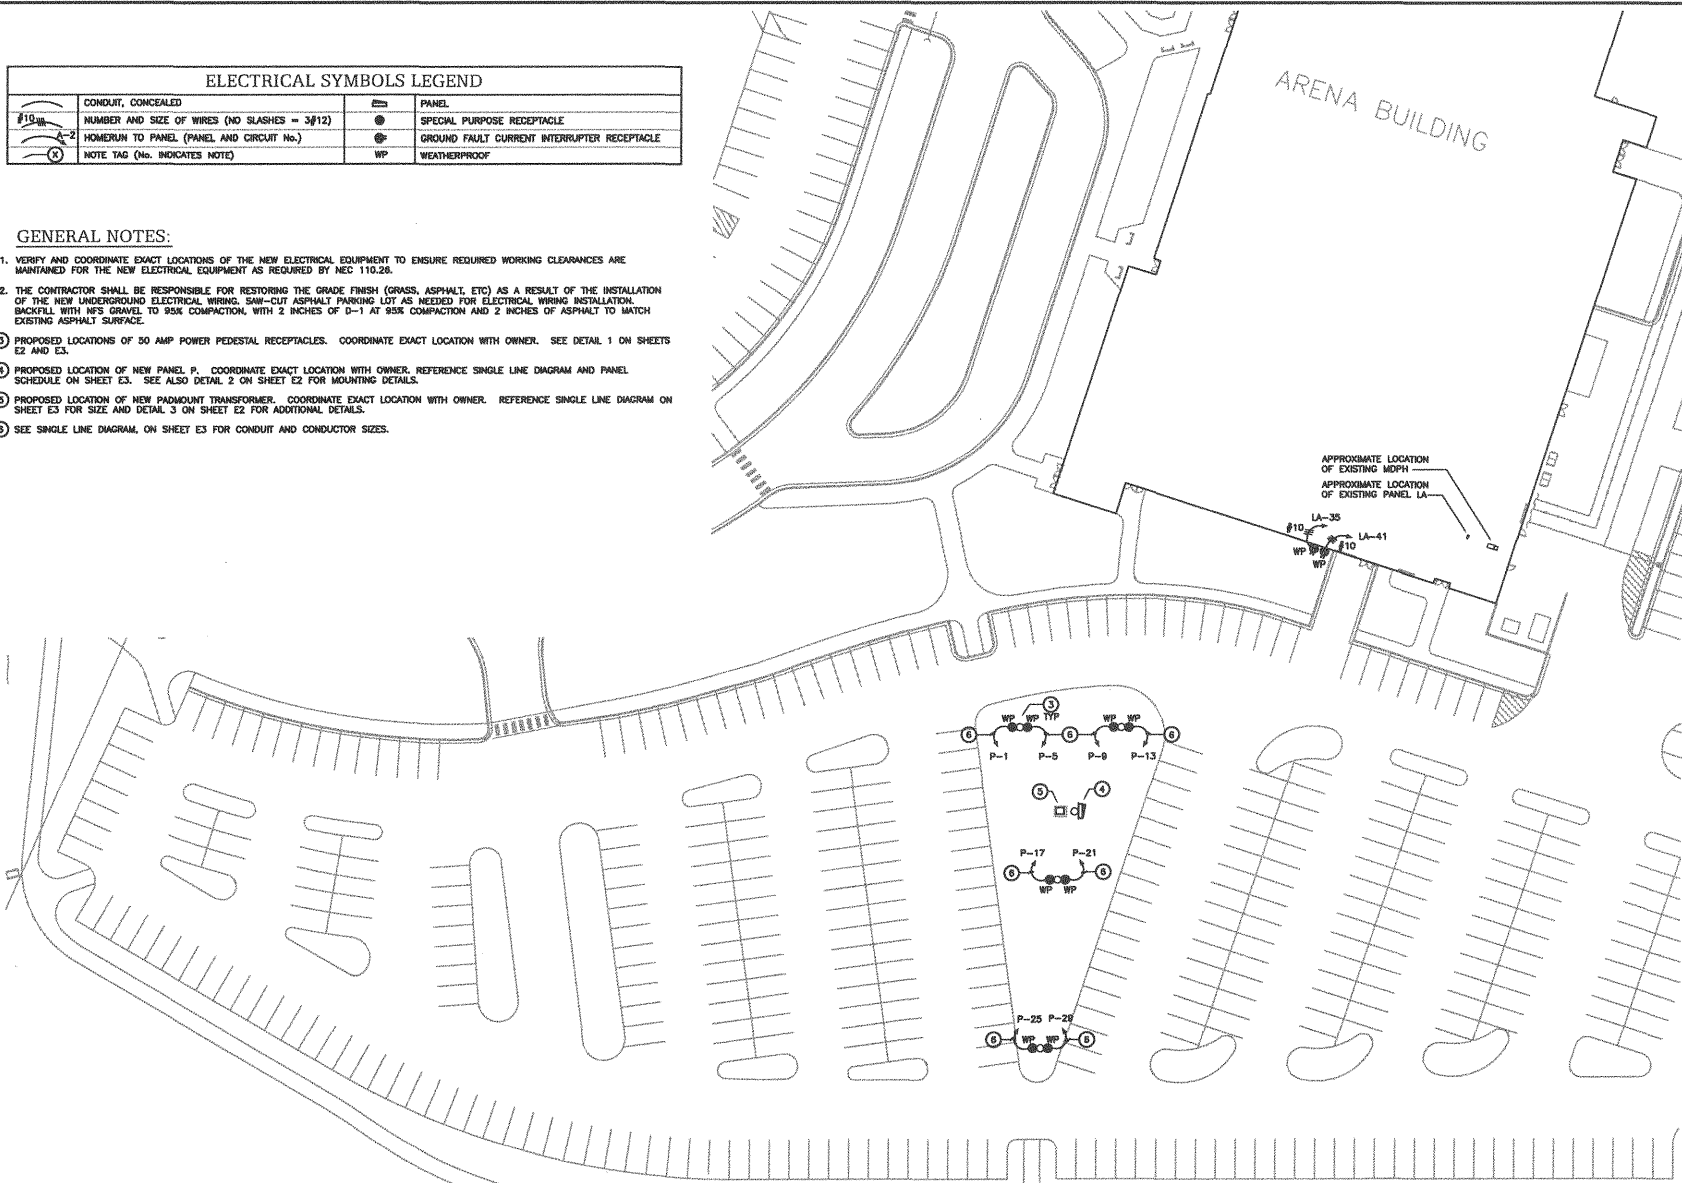 ELECTRICAL SYMBOLS LEGEND
CONDUIT, CONCEALED
PANEL
#10
NUMBER AND SIZE OF WIRES (NO SLASHES = 3#12)
SPECIAL PURPOSE RECEPTACLE
A-2
HOMERUN TO PANEL (PANEL AND CIRCUIT No.)
GROUND FAULT CURRENT INTERRUPTER RECEPTACLE
X
NOTE TAG (No. INDICATES NOTE)
WP
WEATHERPROOF
GENERAL NOTES:
1. VERIFY AND COORDINATE EXACT LOCATIONS OF THE NEW ELECTRICAL EQUIPMENT TO ENSURE REQUIRED WORKING CLEARANCES ARE
MAINTAINED FOR THE NEW ELECTRICAL EQUIPMENT AS REQUIRED BY NEC 110.26.
2. THE CONTRACTOR SHALL BE RESPONSIBLE FOR RESTORING THE GRADE FINISH (GRASS, ASPHALT, ETC) AS A RESULT OF THE INSTALLATION
OF THE NEW UNDERGROUND ELECTRICAL WIRING. SAW-CUT ASPHALT PARKING LOT AS NEEDED FOR ELECTRICAL WIRING INSTALLATION.
BACKFILL WITH NFS GRAVEL TO 95% COMPACTION, WITH 2 INCHES OF D-1 AT 95% COMPACTION AND 2 INCHES OF ASPHALT TO MATCH
EXISTING ASPHALT SURFACE.
3 PROPOSED LOCATIONS OF 50 AMP POWER PEDESTAL RECEPTACLES. COORDINATE EXACT LOCATION WITH OWNER. SEE DETAIL 1 ON SHEETS
E2 AND E3.
4 PROPOSED LOCATION OF NEW PANEL P. COORDINATE EXACT LOCATION WITH OWNER. REFERENCE SINGLE LINE DIAGRAM AND PANEL
SCHEDULE ON SHEET E3. SEE ALSO DETAIL 2 ON SHEET E2 FOR MOUNTING DETAILS.
5 PROPOSED LOCATION OF NEW PADMOUNT TRANSFORMER. COORDINATE EXACT LOCATION WITH OWNER. REFERENCE SINGLE LINE DIAGRAM ON
SHEET E3 FOR SIZE AND DETAIL 3 ON SHEET E2 FOR ADDITIONAL DETAILS.
6 SEE SINGLE LINE DIAGRAM, ON SHEET E3 FOR CONDUIT AND CONDUCTOR SIZES.
ARENA BUILDING
APPROXIMATE LOCATION
OF EXISTING MDPH
APPROXIMATE LOCATION
OF EXISTING PANEL LA
LA-35
#10
LA-41
#10
WP
WP
3
WP WP TYP
WP WP
6
6
6
P-1
P-5
P-9
P-13
5
4
P-17
P-21
6
6
WP WP
P-25 P-29
6
WP WP
5